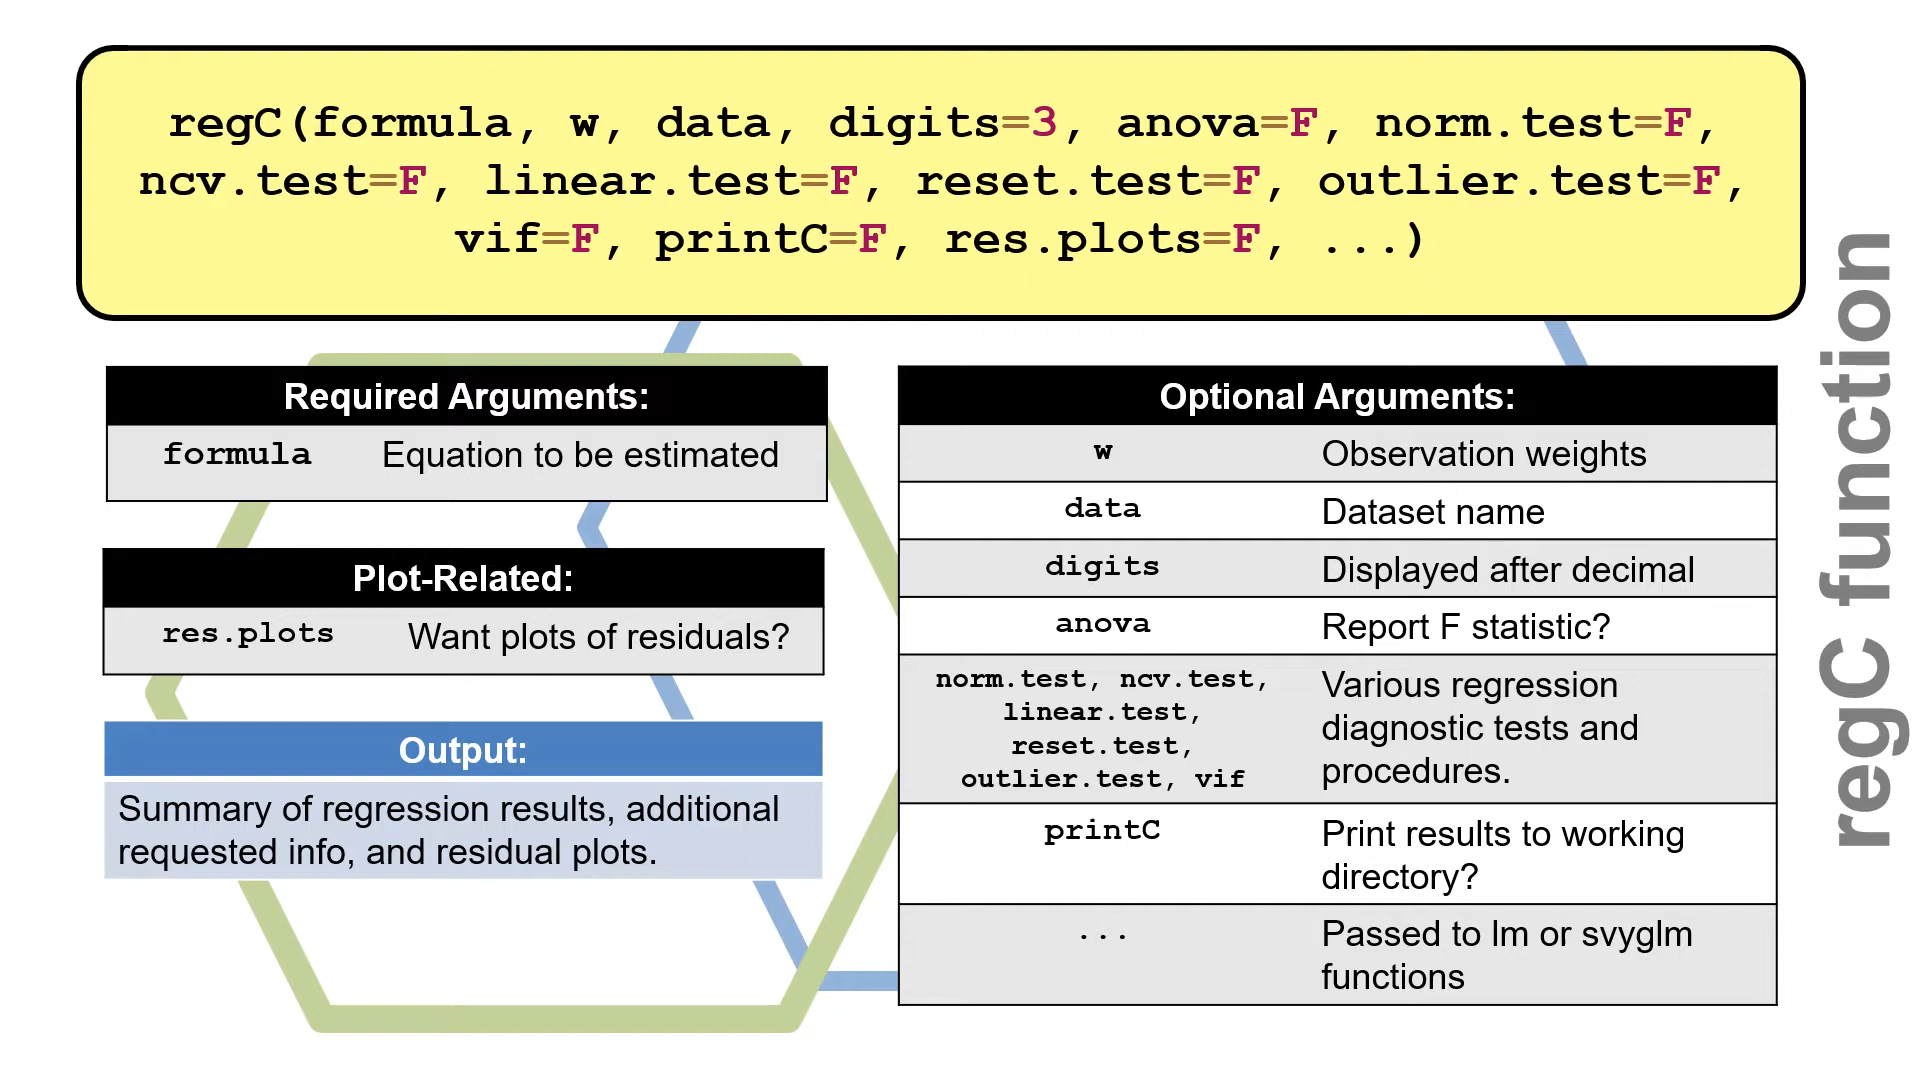 regC(formula, w, data, digits=3, anova=F, norm.test=F,
ncv.test=F, linear.test=F, reset.test=F, outlier.test=F,
vif=F, printC=F, res.plots=F, ...)
Required Arguments:
formula Equation to be estimated
Plot-Related:
res.plots Want plots of residuals?
Output:
Summary of regression results, additional
requested info, and residual plots.
Optional Arguments:
w Observation weights
data Dataset name
digits Displayed after decimal
anova Report F statistic?
norm.test, ncv.test,
linear.test,
reset.test,
outlier.test, vif
Various regression
diagnostic tests and
procedures.
printC Print results to working
directory?
... Passed to lm or svyglm
functions
regC function